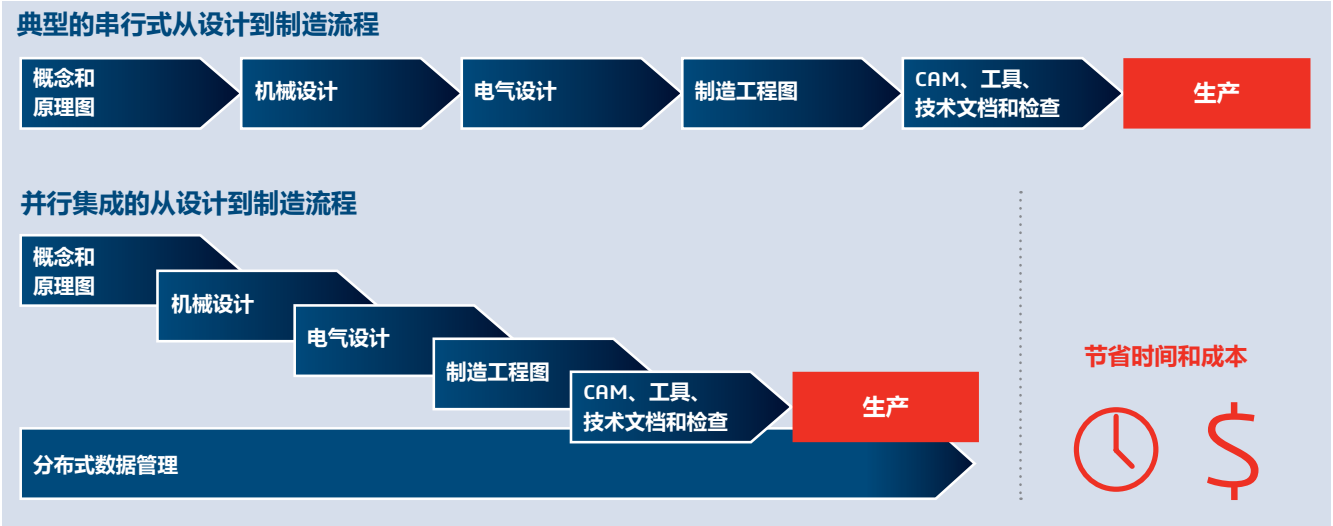 典型的串行式从设计到制造流程
概念和
原理图
机械设计
电气设计
制造工程图
CAM、工具、
技术文档和检查
生产
并行集成的从设计到制造流程
概念和
原理图
机械设计
电气设计
制造工程图
CAM、工具、
技术文档和检查
生产
分布式数据管理
节省时间和成本
$